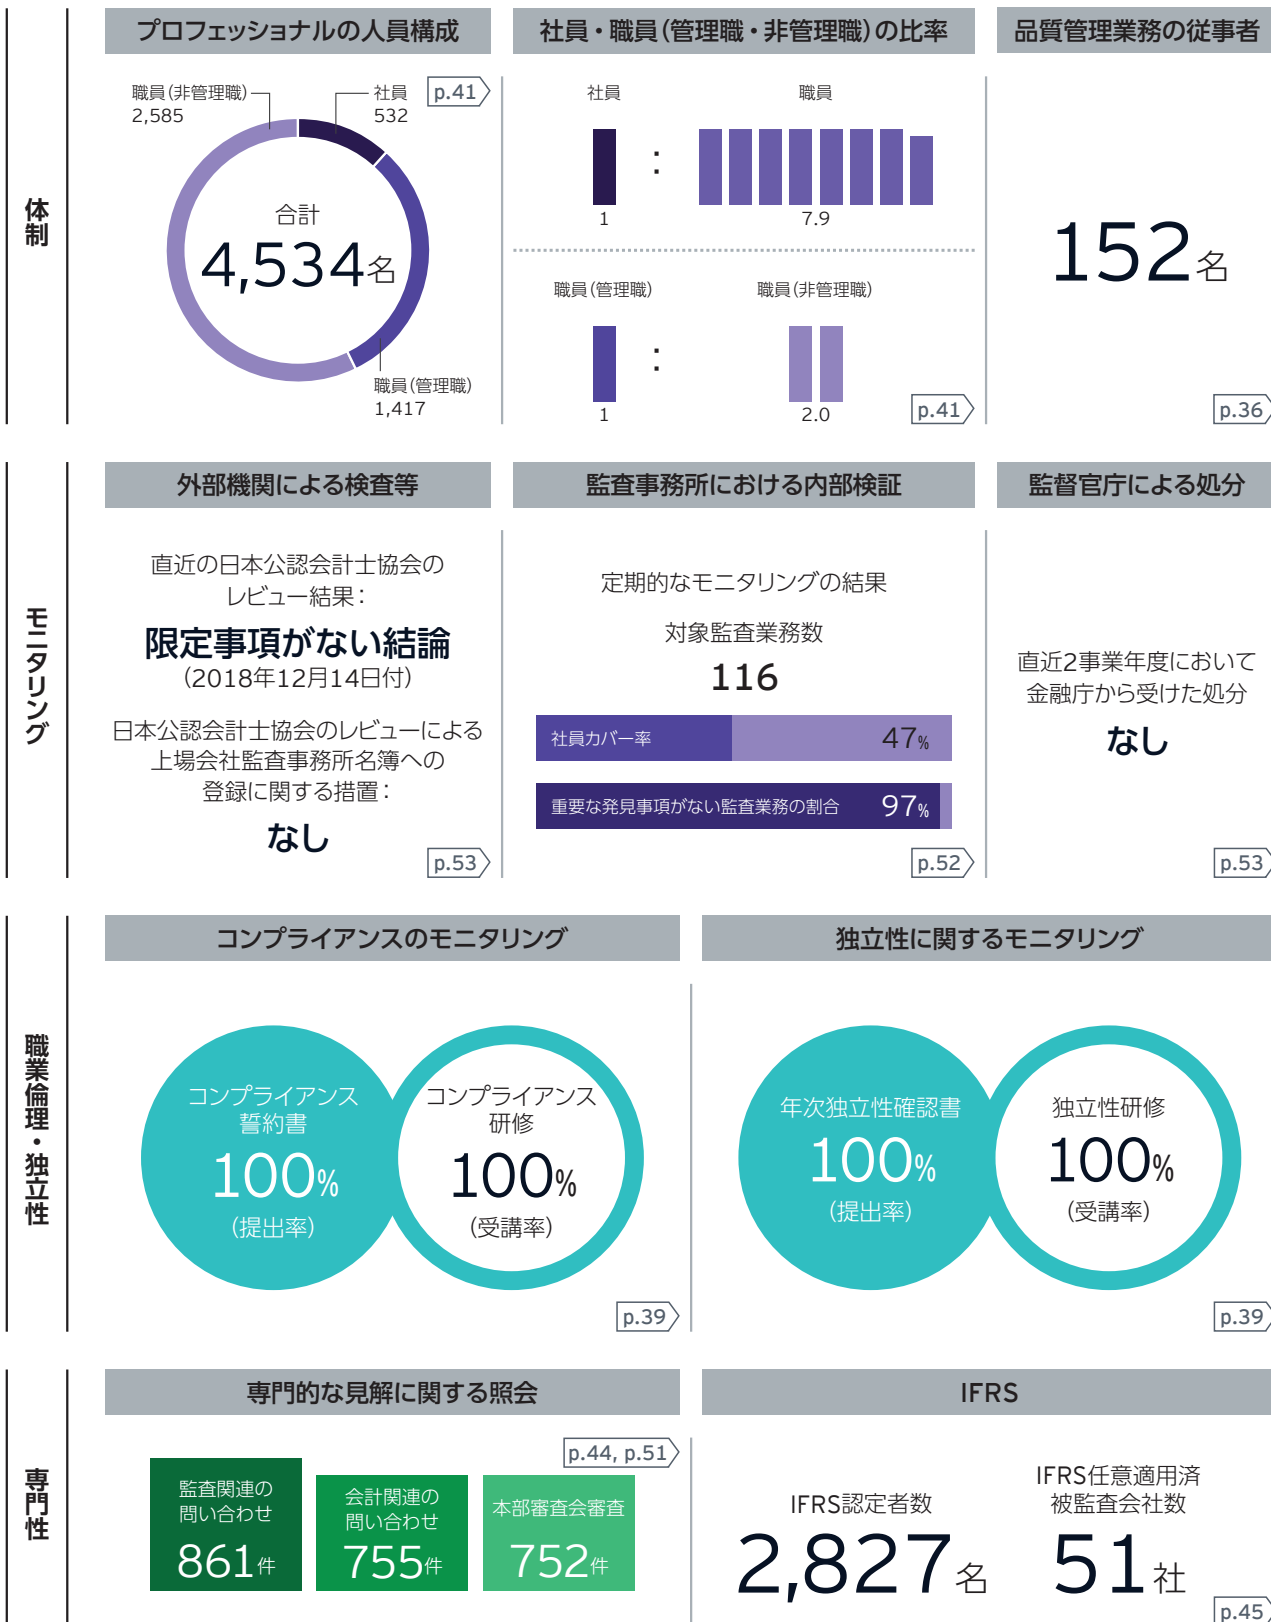 体制
プロフェッショナルの人員構成
職員（非管理職）
2,585
社員
532
p.41
合計
4,534名
職員（管理職）
1,417
社員・職員（管理職・非管理職）の比率
社員
職員
:
1
7.9
職員（管理職）
職員（非管理職）
:
1
2.0
p.41
品質管理業務の従事者
152名
p.36
モニタリング
外部機関による検査等
直近の日本公認会計士協会の
レビュー結果：
限定事項がない結論
（2018年12月14日付）
日本公認会計士協会のレビューによる
上場会社監査事務所名簿への
登録に関する措置：
なし
p.53
監査事務所における内部検証
定期的なモニタリングの結果
対象監査業務数
116
社員カバー率 47%
重要な発見事項がない監査業務の割合 97%
p.52
監督官庁による処分
直近2事業年度において
金融庁から受けた処分
なし
p.53
職業倫理・独立性
コンプライアンスのモニタリング
コンプライアンス
誓約書
100%
（提出率）
コンプライアンス
研修
100%
（受講率）
p.39
独立性に関するモニタリング
年次独立性確認書
100%
（提出率）
独立性研修
100%
（受講率）
p.39
専門性
専門的な見解に関する照会
p.44, p.51
監査関連の
問い合わせ
861件
会計関連の
問い合わせ
755件
本部審査会審査
752件
IFRS
IFRS認定者数
2,827名
IFRS任意適用済
被監査会社数
51社
p.45